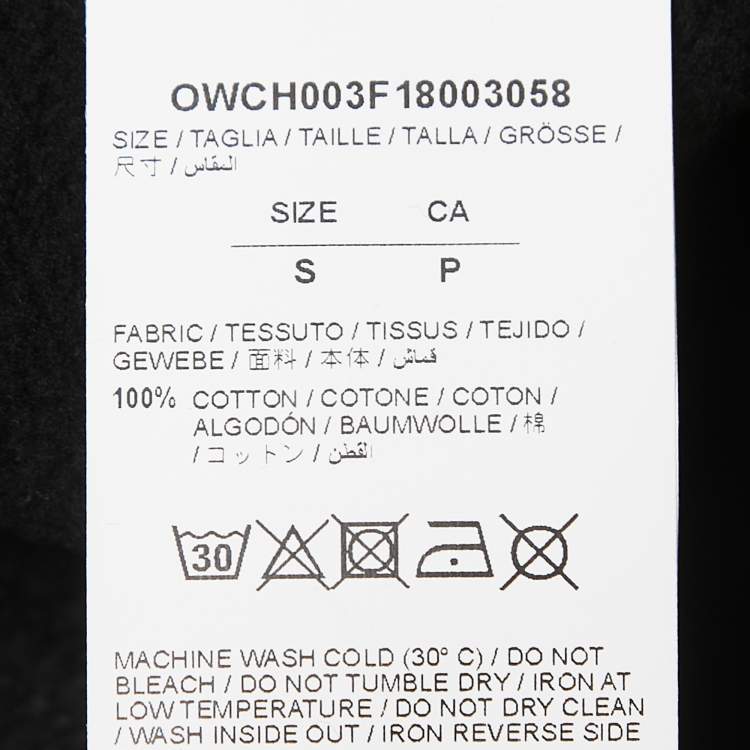 OWCH003F18003058
SIZE / TAGLIA / TAILLE / TALLA / GRÖSSE /
尺寸 / المقاس
SIZE CA
S P
FABRIC / TESSUTO / TISSUS / TEJIDO /
GEWEBE / 面料 / 本体 / قماش
100% COTTON / COTONE / COTON /
ALGODÓN / BAUMWOLLE / 棉
/ コットン / القطن
30
MACHINE WASH COLD (30° C) / DO NOT
BLEACH / DO NOT TUMBLE DRY / IRON AT
LOW TEMPERATURE / DO NOT DRY CLEAN
/ WASH INSIDE OUT / IRON REVERSE SIDE